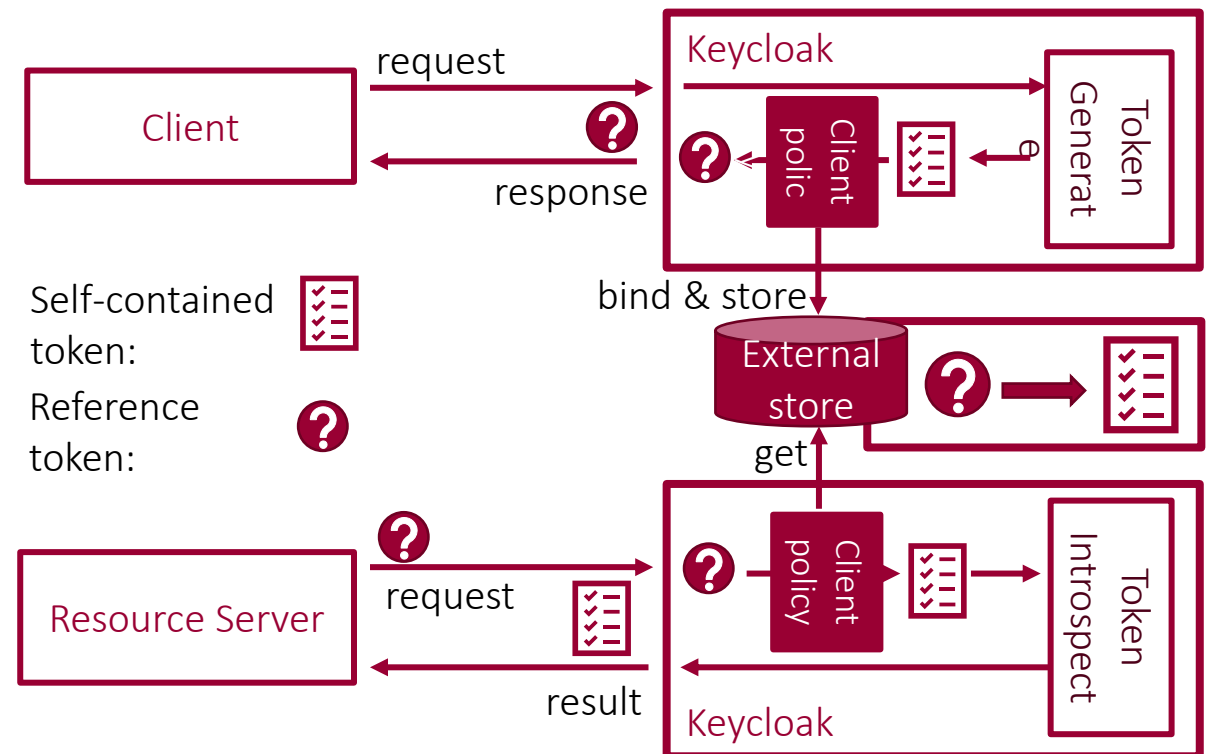 request
Keycloak
Client
Client
polic
Token
Generat
e
response
Self-contained
token:
bind & store
External
store
Reference
token:
get
request
Client
policy
Token
Introspect
Resource Server
result
Keycloak